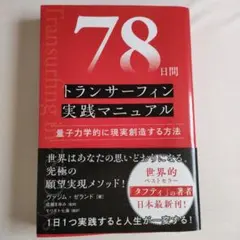 78
日間
トランサーフィン
実践マニュアル
量子力学的に現実創造する方法
世界はあなたの思いどおりになる。
究極の
願望実現メソッド!
ヴァジム・ゼランド(著)
世界的
ベストセラー
『タフティ』の著者
日本最新刊!
1日1つ実践すると人生が一変する!